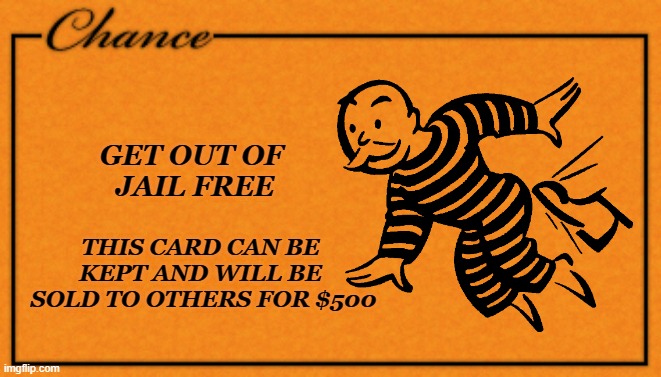 Chance
GET OUT OF
JAIL FREE
THIS CARD CAN BE
KEPT AND WILL BE
SOLD TO OTHERS FOR $500
imgflip.com